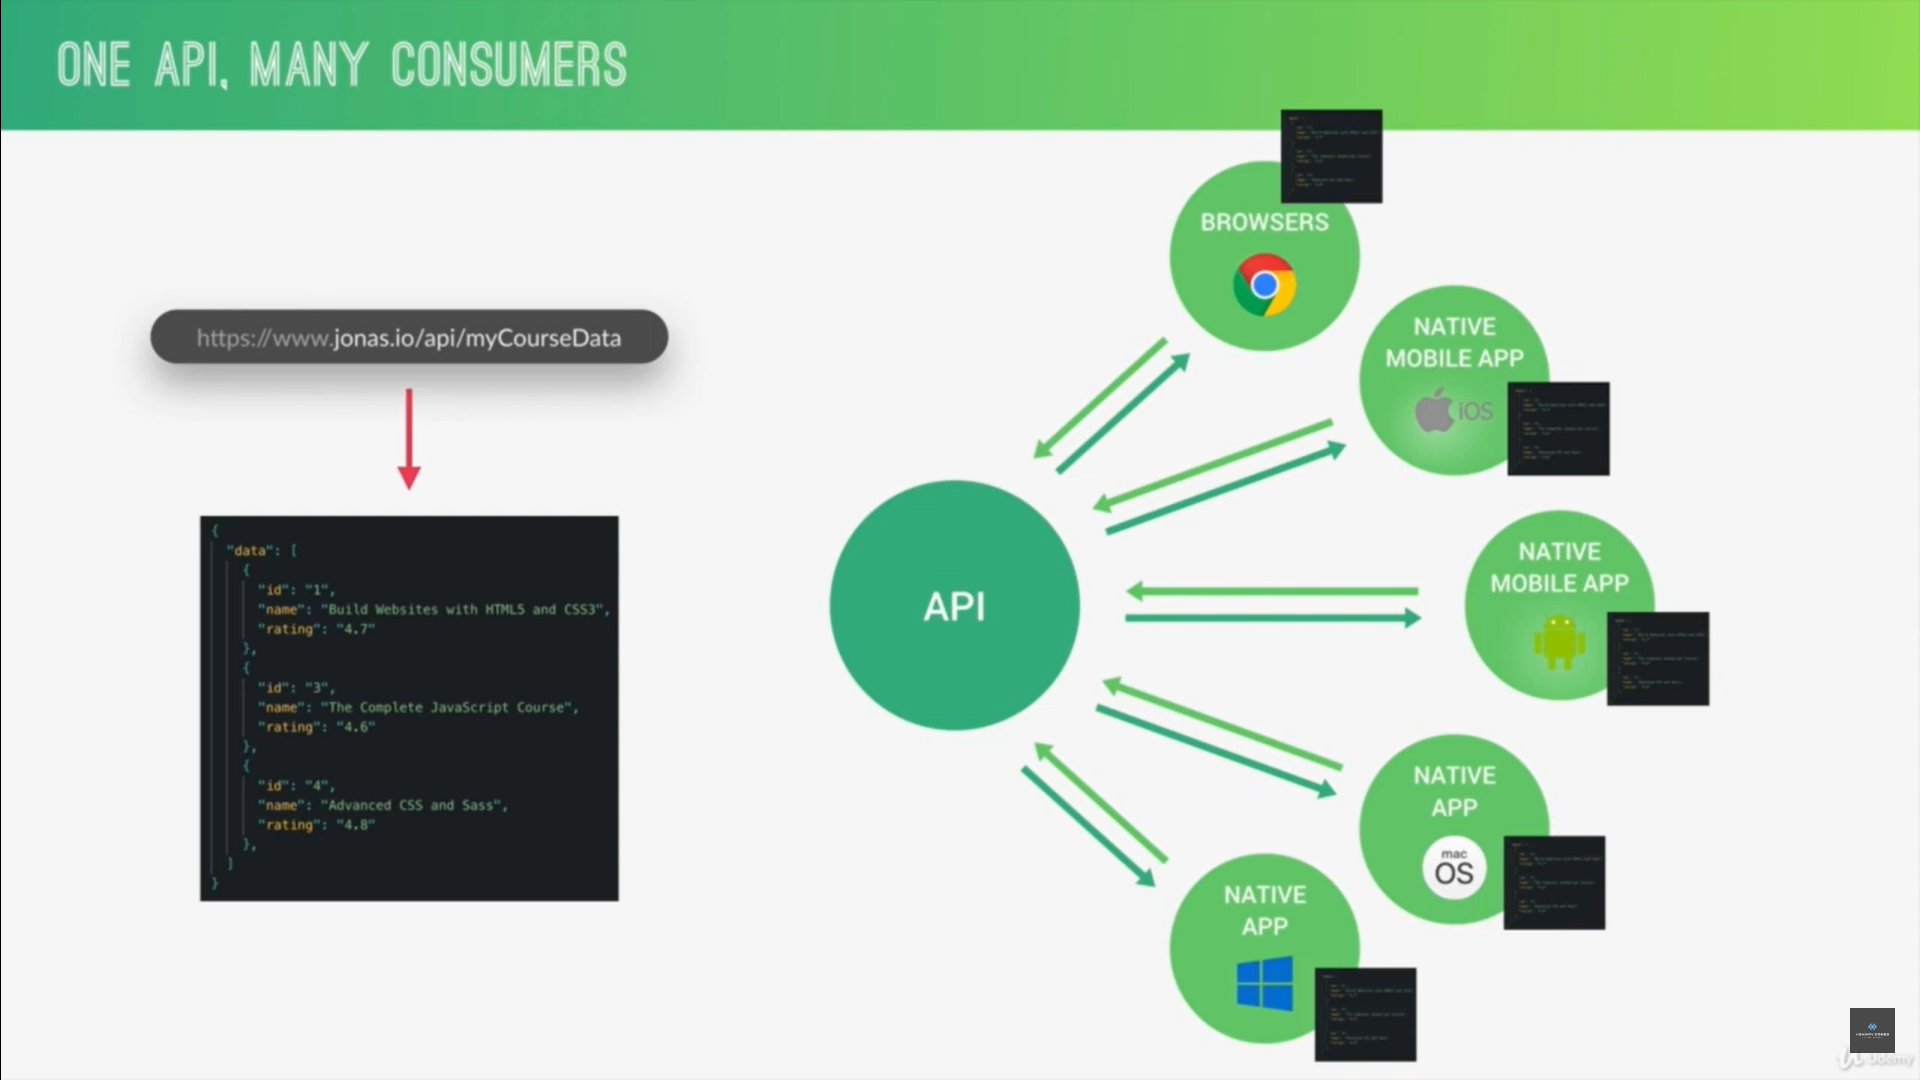 ONE API, MANY CONSUMERS
https://www.jonas.io/api/myCourseData
{
"data": [
{
"id": "1",
"name": "Build Websites with HTML5 and CSS3",
"rating": "4.7"
},
{
"id": "3",
"name": "The Complete JavaScript Course",
"rating": "4.6"
},
{
"id": "4",
"name": "Advanced CSS and Sass",
"rating": "4.8"
},
]
}
API
BROWSERS
NATIVE
MOBILE APP
iOS
NATIVE
MOBILE APP
NATIVE
APP
mac
OS
NATIVE
APP
Udemy